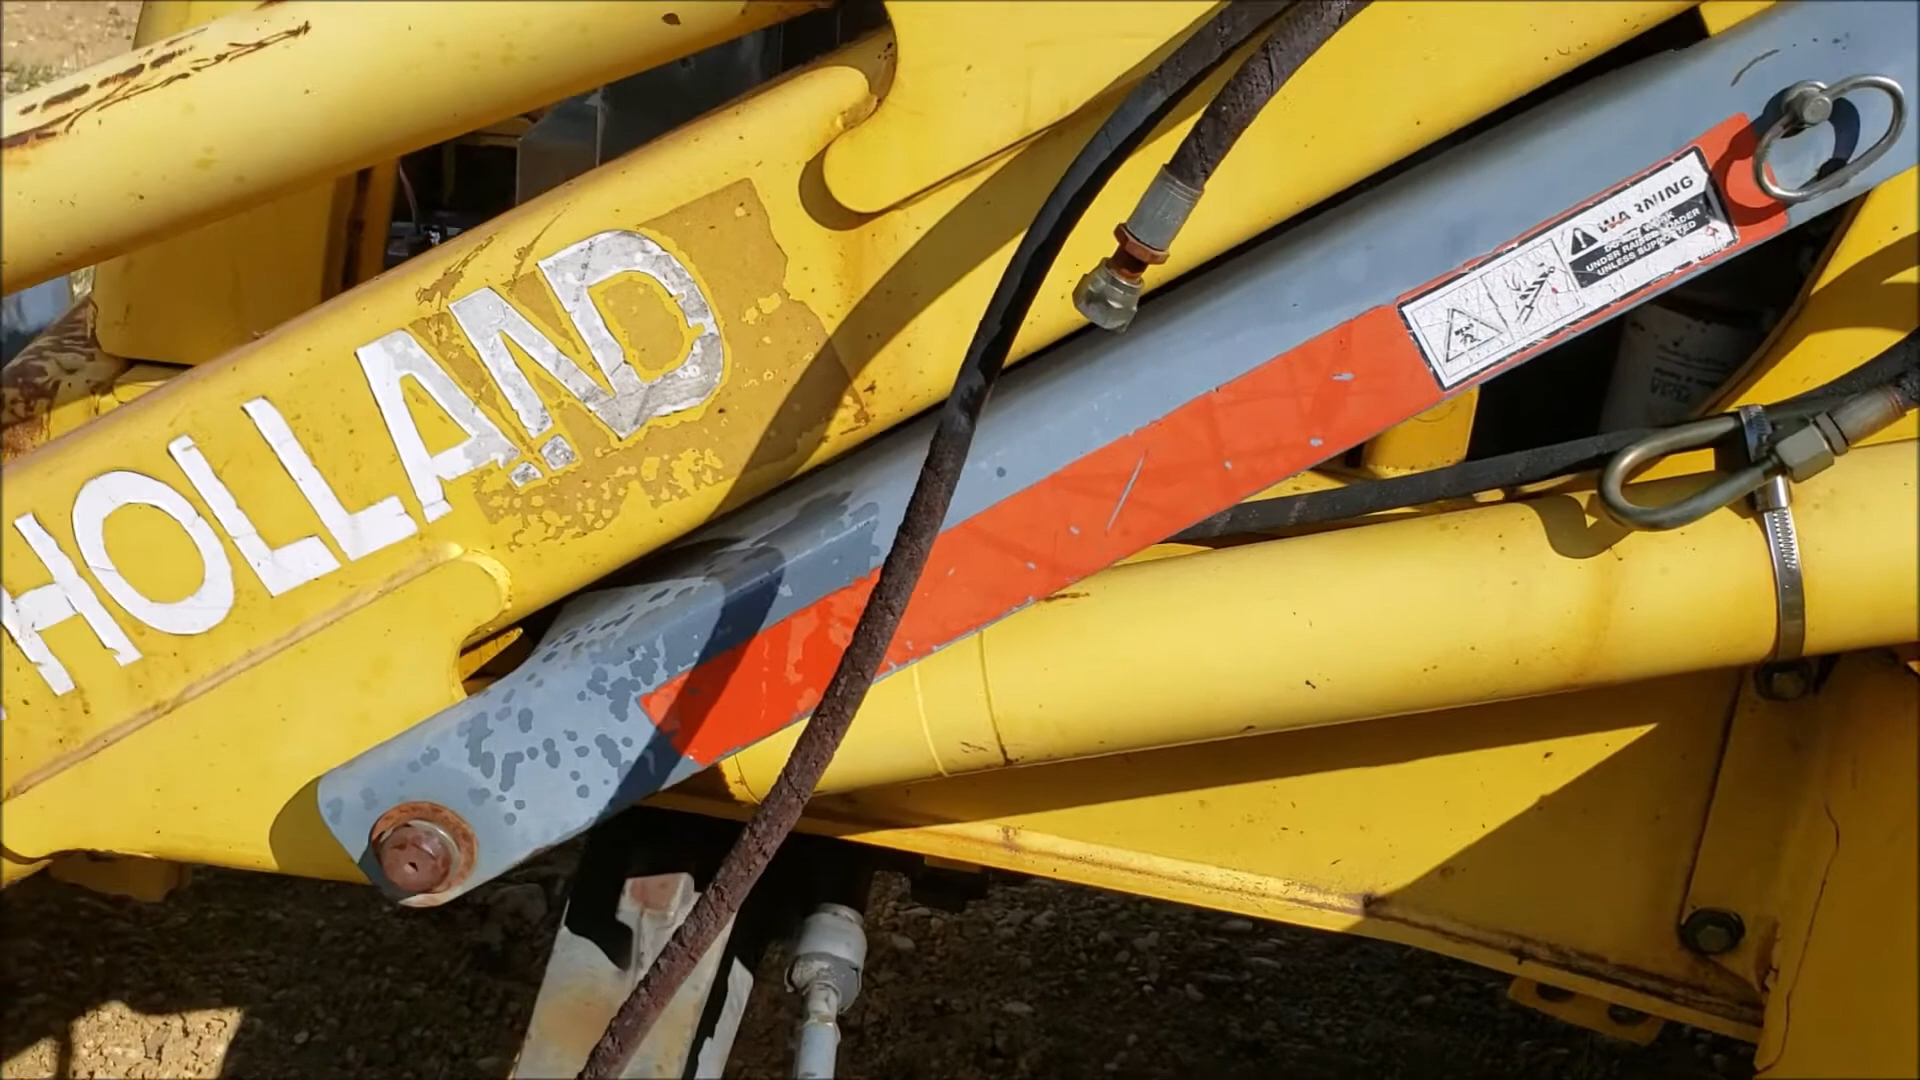 HOLLAND
WARNING
DO NOT WORK
UNDER RAISED LOADER
UNLESS SUPPORTED